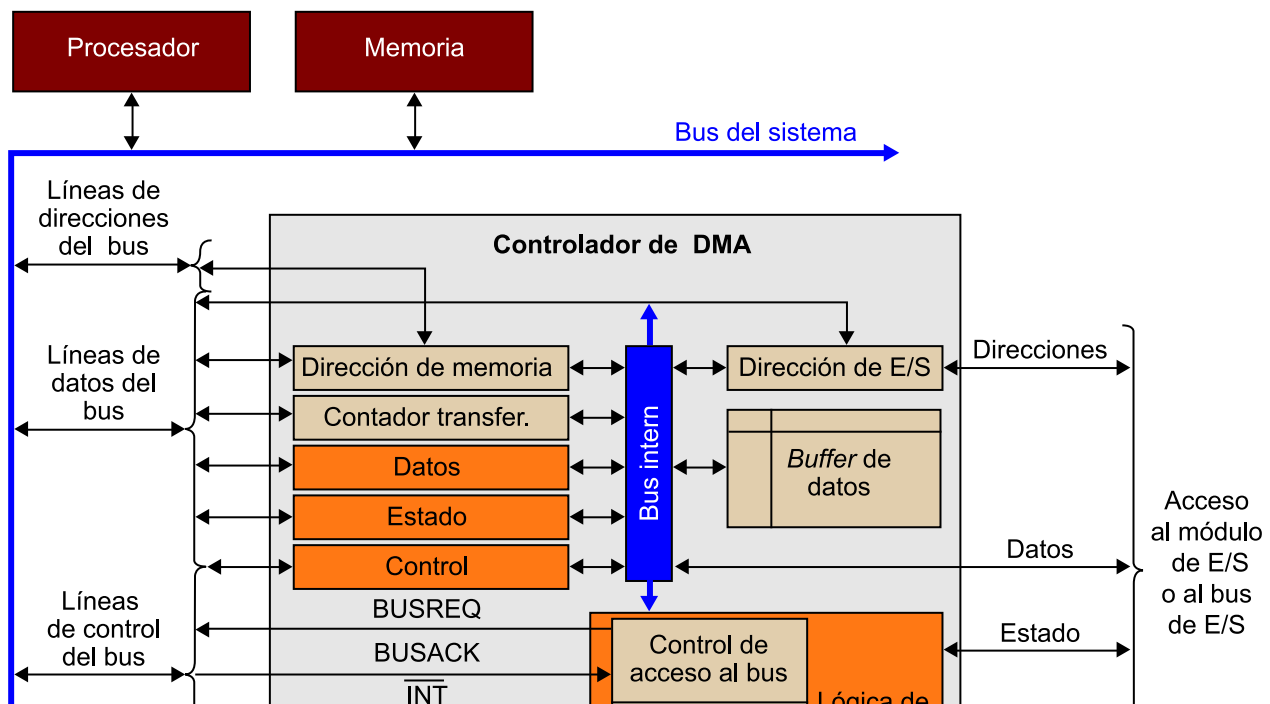 Procesador
Memoria
Bus del sistema
Líneas de
direcciones
del bus
Controlador de DMA
Líneas de
datos del
bus
Dirección de memoria
Contador transfer.
Datos
Estado
Control
Bus intern
Dirección de E/S
Buffer de
datos
Direcciones
Datos
Estado
Acceso
al módulo
de E/S
o al bus
de E/S
Líneas
de control
del bus
BUSREQ
BUSACK
INT
Control de
acceso al bus
Lógica de